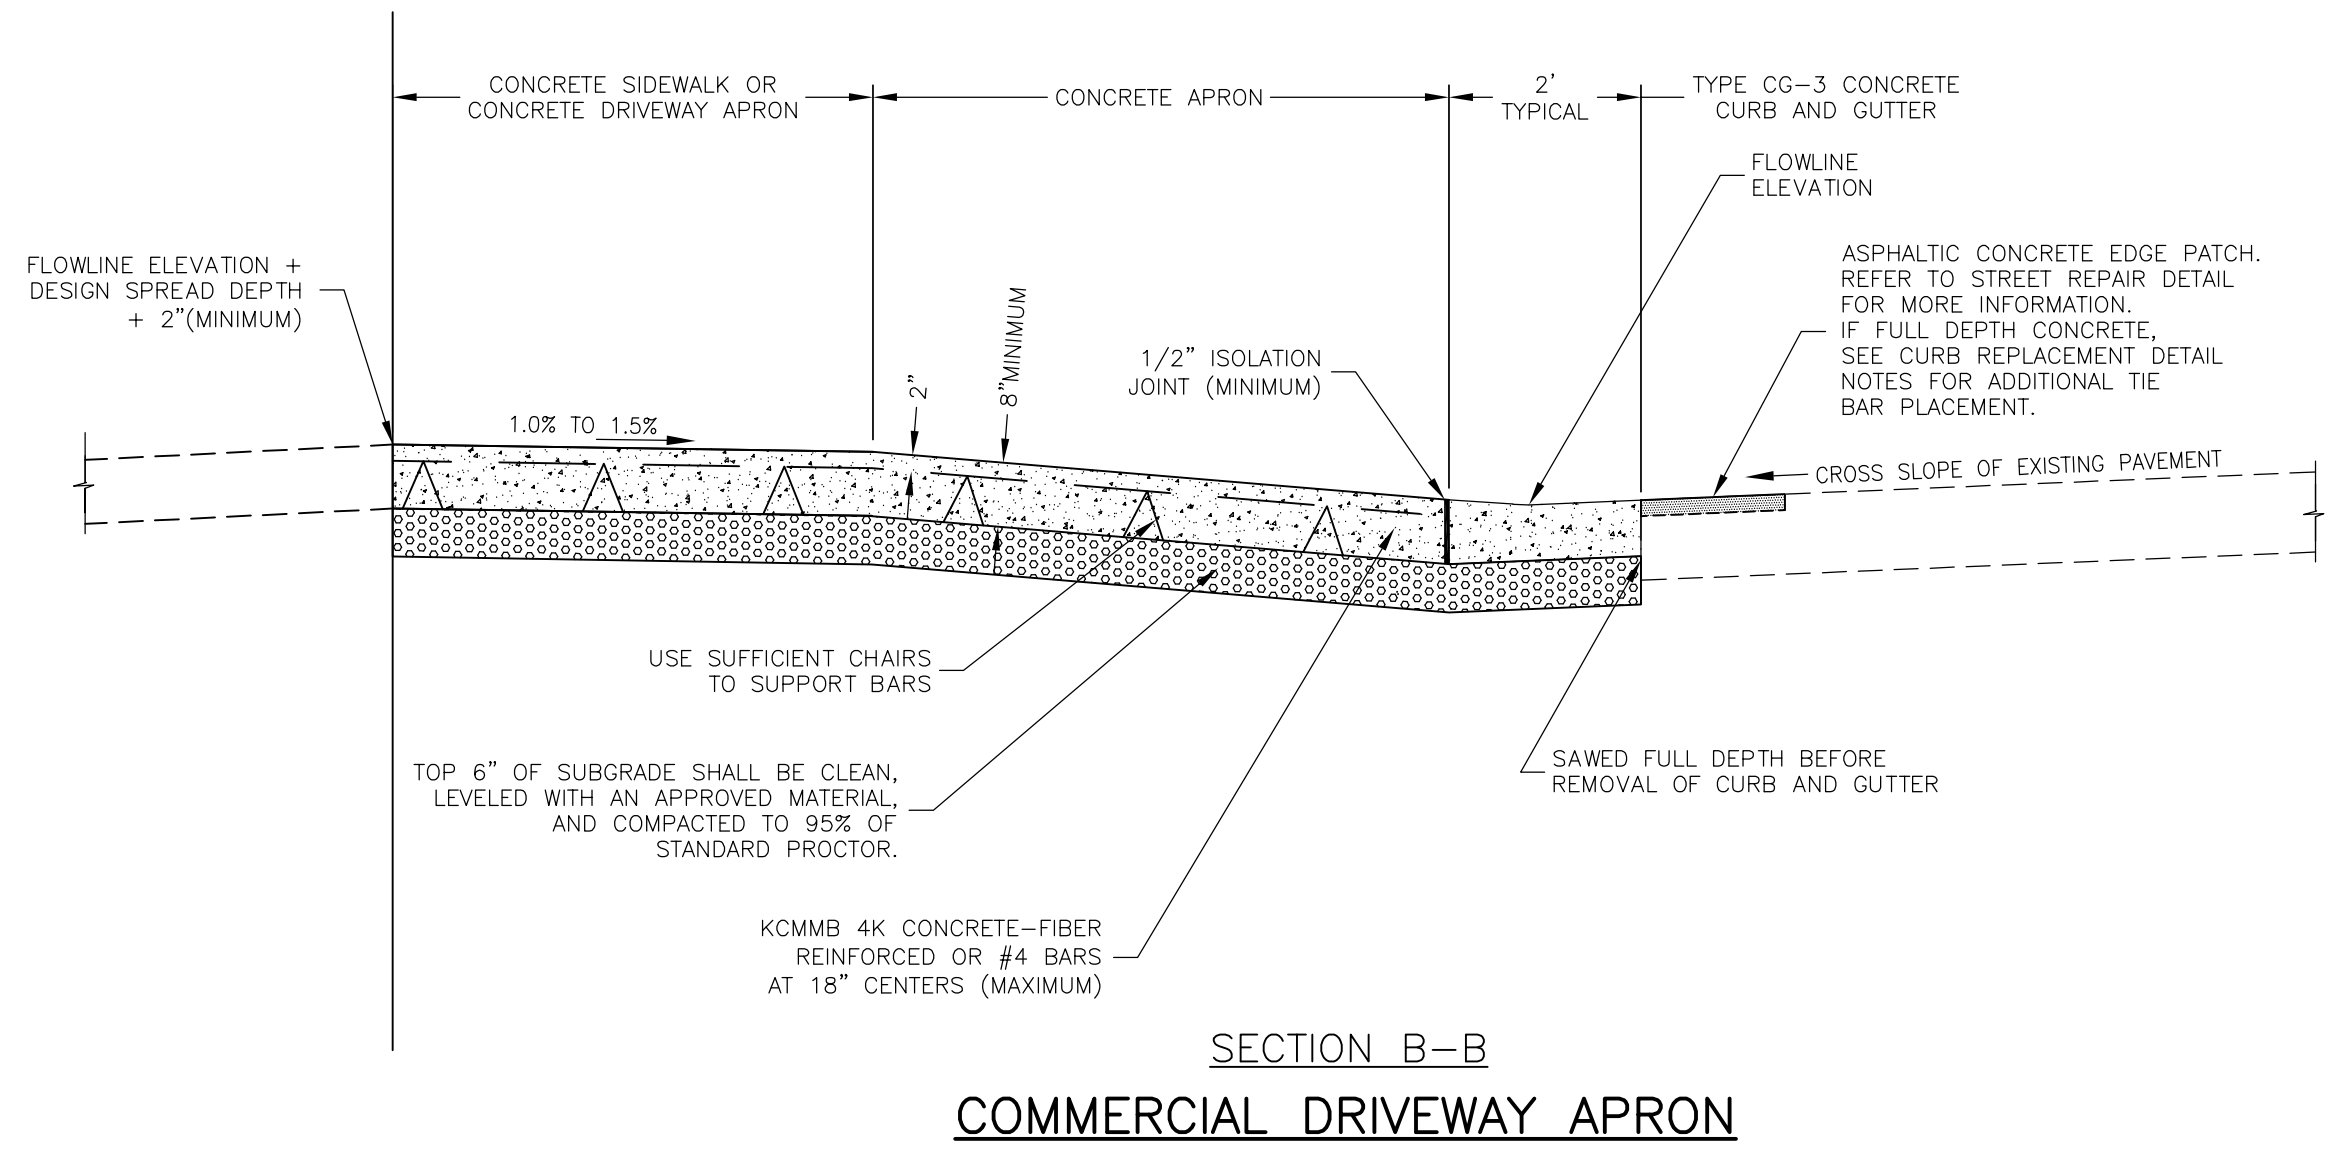 CONCRETE SIDEWALK OR
CONCRETE DRIVEWAY APRON
CONCRETE APRON
2'
TYPICAL
TYPE CG-3 CONCRETE
CURB AND GUTTER
FLOWLINE
ELEVATION
ASPHALTIC CONCRETE EDGE PATCH.
REFER TO STREET REPAIR DETAIL
FOR MORE INFORMATION.
IF FULL DEPTH CONCRETE,
SEE CURB REPLACEMENT DETAIL
NOTES FOR ADDITIONAL TIE
BAR PLACEMENT.
FLOWLINE ELEVATION +
DESIGN SPREAD DEPTH
+ 2"(MINIMUM)
1.0% TO 1.5%
2"
8"MINIMUM
1/2" ISOLATION
JOINT (MINIMUM)
CROSS SLOPE OF EXISTING PAVEMENT
USE SUFFICIENT CHAIRS
TO SUPPORT BARS
TOP 6" OF SUBGRADE SHALL BE CLEAN,
LEVELED WITH AN APPROVED MATERIAL,
AND COMPACTED TO 95% OF
STANDARD PROCTOR.
SAWED FULL DEPTH BEFORE
REMOVAL OF CURB AND GUTTER
KCMMB 4K CONCRETE-FIBER
REINFORCED OR #4 BARS
AT 18" CENTERS (MAXIMUM)
SECTION B-B
COMMERCIAL DRIVEWAY APRON